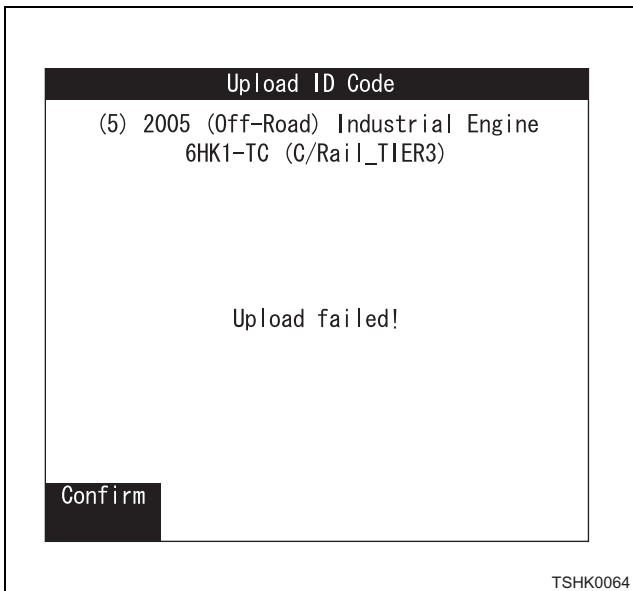 Upload ID Code
(5) 2005 (Off-Road) Industrial Engine
6HK1-TC (C/Rail_TIER3)
Upload failed!
Confirm
TSHK0064